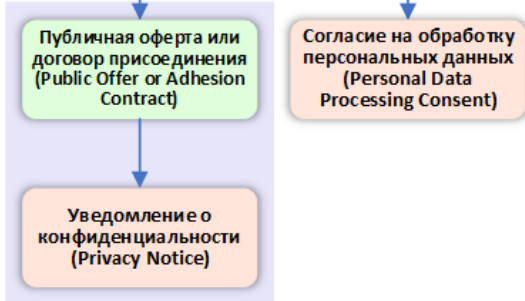 Публичная оферта или
договор присоединения
(Public Offer or Adhesion
Contract)
Согласие на обработку
персональных данных
(Personal Data
Processing Consent)
Уведомление о
конфиденциальности
(Privacy Notice)